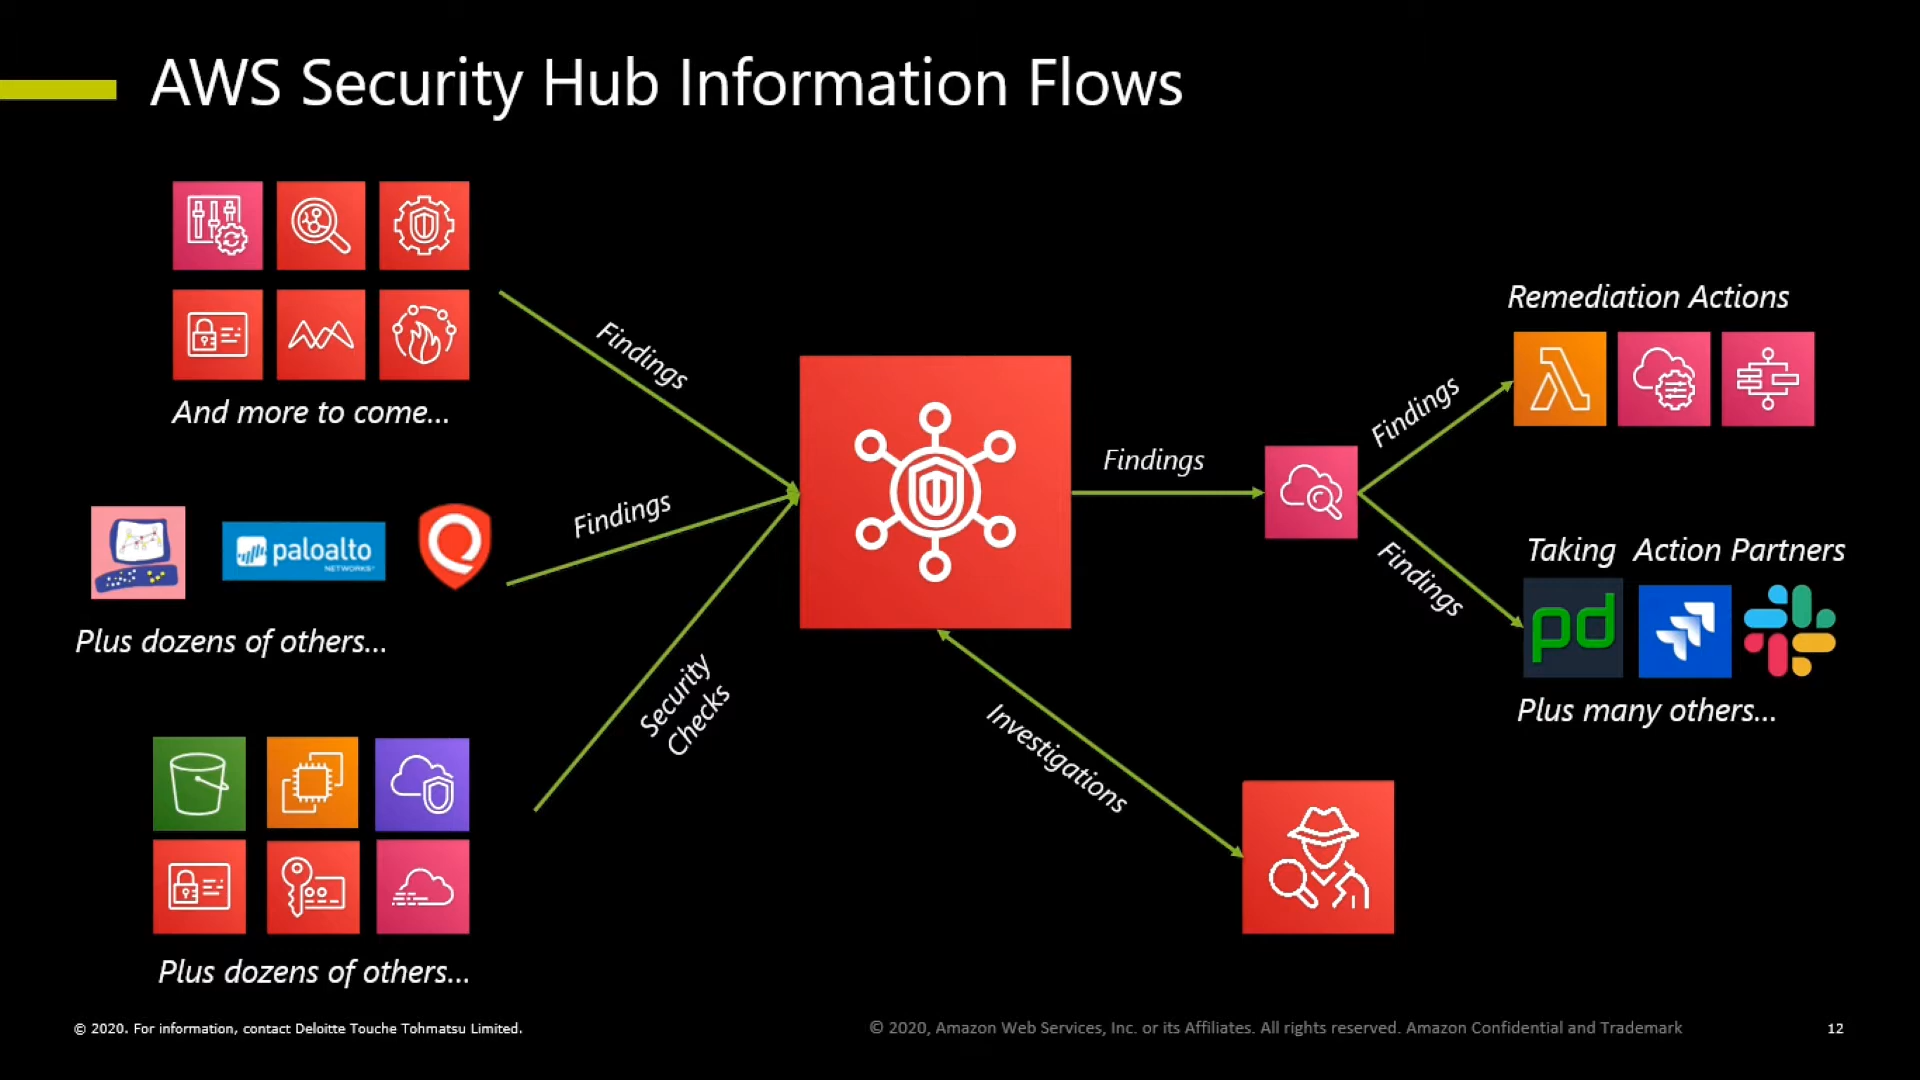 AWS Security Hub Information Flows
And more to come...
Findings
paloalto
NETWORKS
Plus dozens of others...
Findings
Security
Checks
Plus dozens of others...
Findings
Findings
Remediation Actions
Findings
Taking Action Partners
pd
Plus many others...
Investigations
© 2020. For information, contact Deloitte Touche Tohmatsu Limited.
© 2020, Amazon Web Services, Inc. or its Affiliates. All rights reserved. Amazon Confidential and Trademark
12